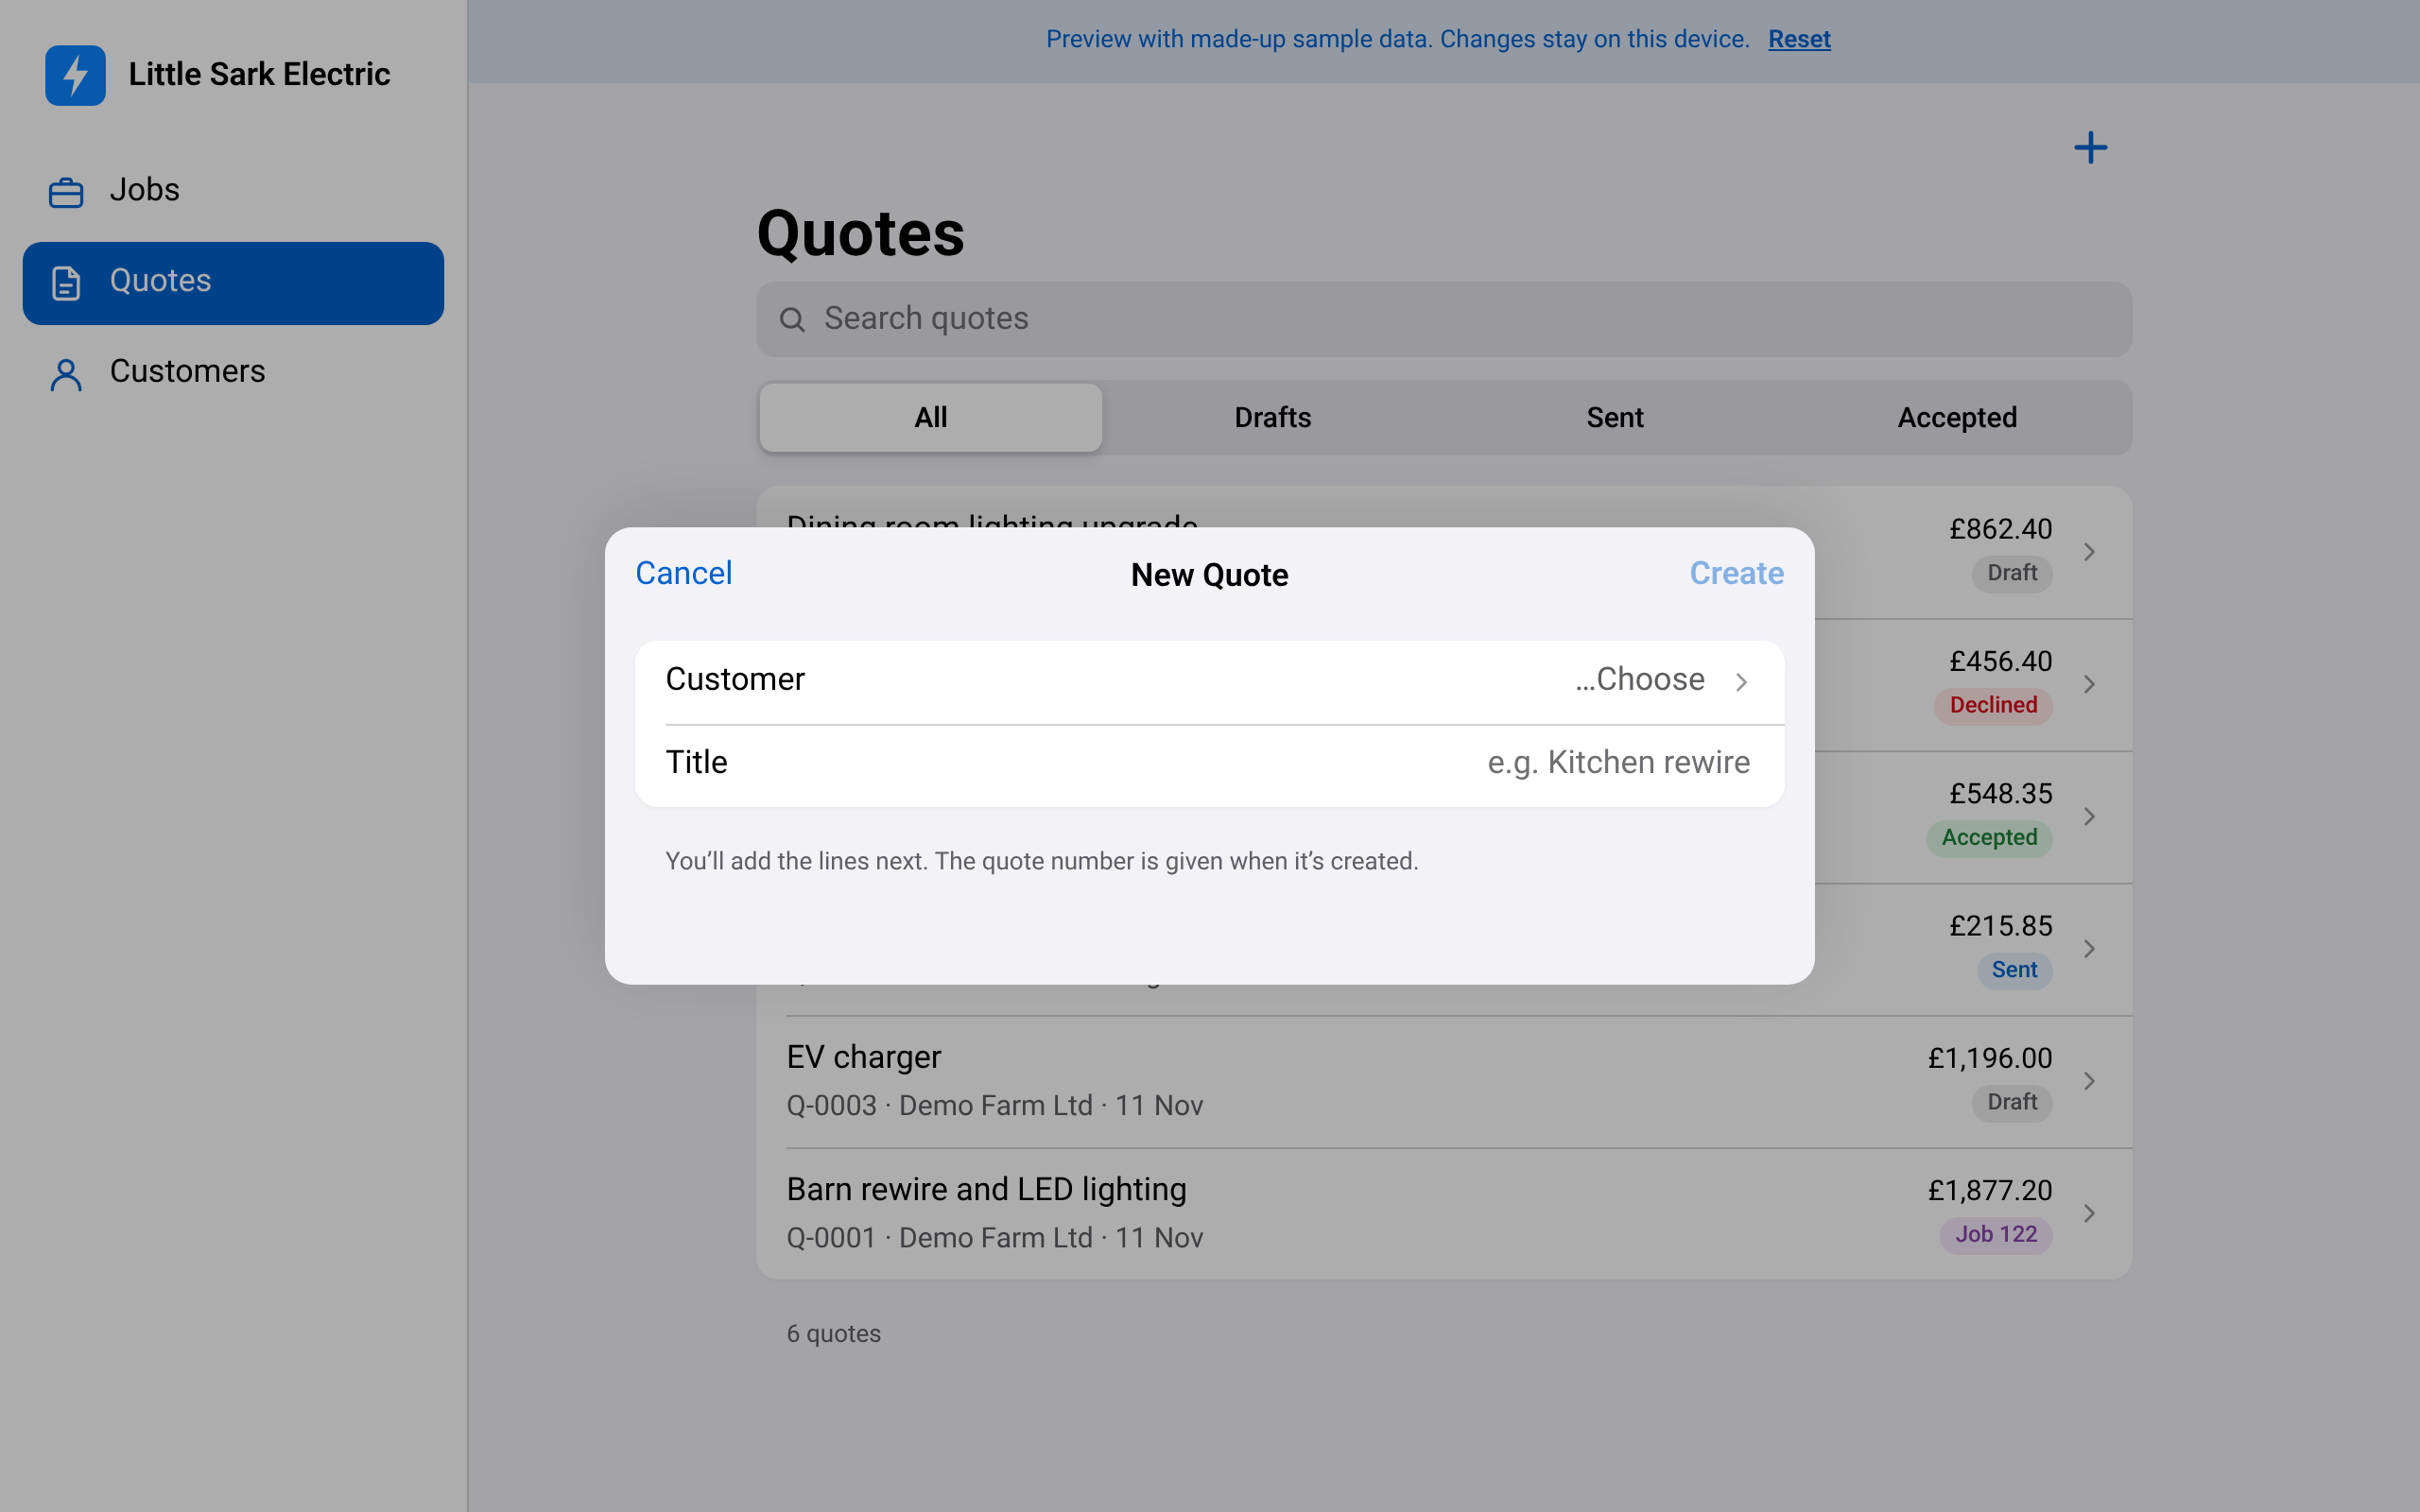 Little Sark Electric
Jobs
Quotes
Customers
Preview with made-up sample data. Changes stay on this device. Reset
Quotes
Search quotes
All Drafts Sent Accepted
Dining room lighting upgrade
£862.40
Draft
£456.40
Declined
£548.35
Accepted
£215.85
Sent
Cancel New Quote Create
Customer …Choose
Title e.g. Kitchen rewire
You’ll add the lines next. The quote number is given when it’s created.
EV charger
£1,196.00
Q-0003 · Demo Farm Ltd · 11 Nov
Draft
Barn rewire and LED lighting
£1,877.20
Q-0001 · Demo Farm Ltd · 11 Nov
Job 122
6 quotes